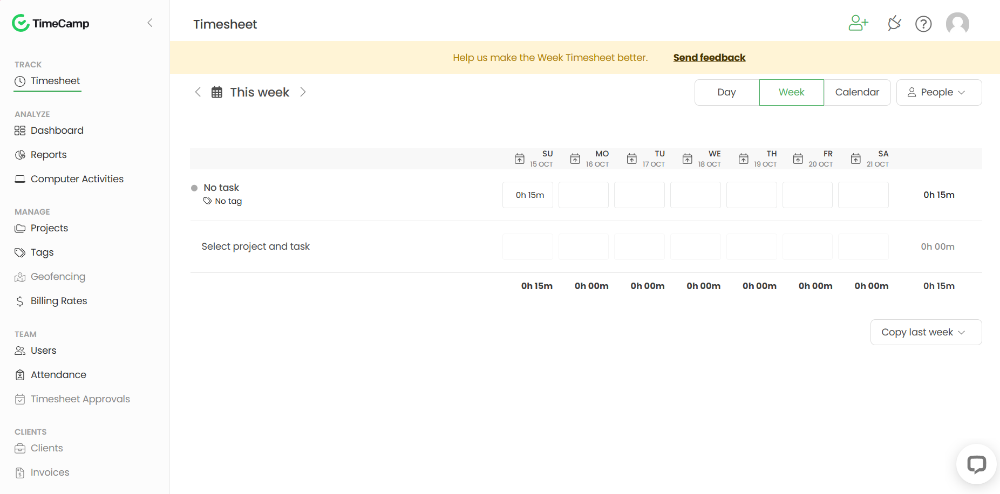 TimeCamp
TRACK
Timesheet
ANALYZE
Dashboard
Reports
Computer Activities
MANAGE
Projects
Tags
Geofencing
Billing Rates
TEAM
Users
Attendance
Timesheet Approvals
CLIENTS
Clients
Invoices
Timesheet
?
Help us make the Week Timesheet better. Send feedback
This week
Day Week Calendar People
SU MO TU WE TH FR SA
15 OCT 16 OCT 17 OCT 18 OCT 19 OCT 20 OCT 21 OCT
No task
No tag
0h 15m 0h 15m
Select project and task 0h 00m
0h 15m 0h 00m 0h 00m 0h 00m 0h 00m 0h 00m 0h 00m 0h 15m
Copy last week